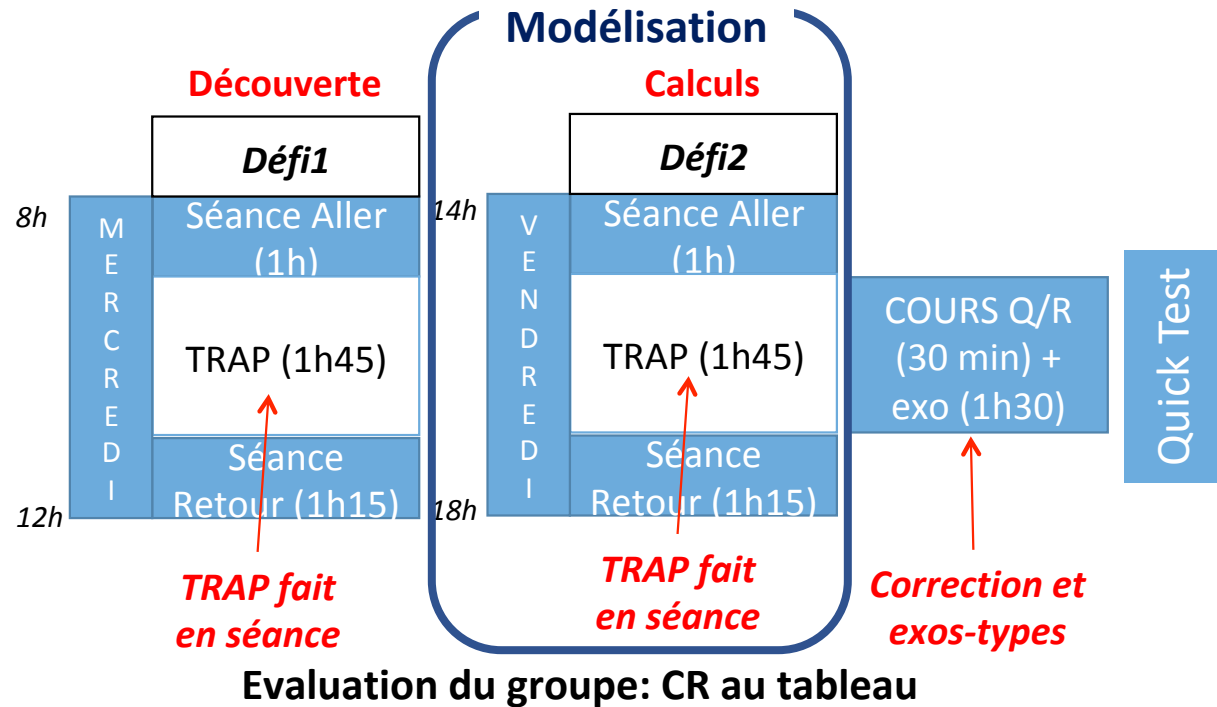 Modélisation
Découverte
Calculs
Défi1
Défi2
8h
MERCREDI
Séance Aller
(1h)
TRAP (1h45)
Séance
Retour (1h15)
12h
14h
VENDREDI
Séance Aller
(1h)
TRAP (1h45)
Séance
Retour (1h15)
18h
COURS Q/R
(30 min) +
exo (1h30)
Quick Test
TRAP fait
en séance
TRAP fait
en séance
Correction et
exos-types
Evaluation du groupe: CR au tableau